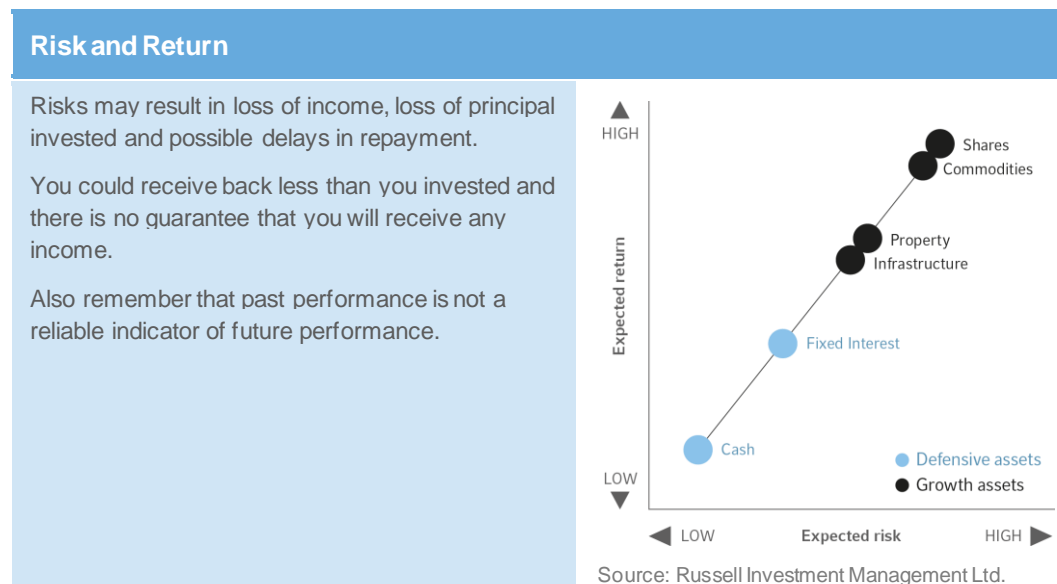 Risk and Return
Risks may result in loss of income, loss of principal
invested and possible delays in repayment.
You could receive back less than you invested and
there is no guarantee that you will receive any
income.
Also remember that past performance is not a
reliable indicator of future performance.
HIGH
Expected return
LOW
Shares
Commodities
Property
Infrastructure
Fixed Interest
Cash
Defensive assets
Growth assets
LOW
Expected risk
HIGH
Source: Russell Investment Management Ltd.